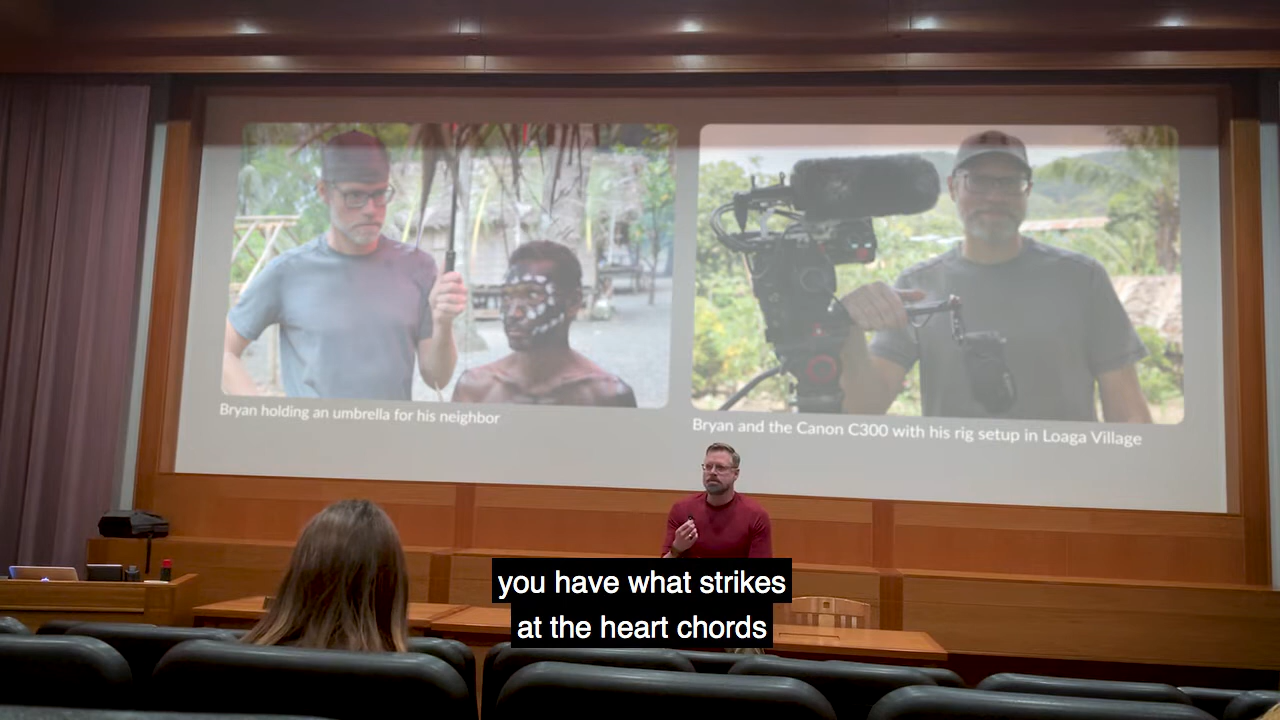 Bryan holding an umbrella for his neighbor
Bryan and the Canon C300 with his rig setup in Loaga Village
you have what strikes
at the heart chords